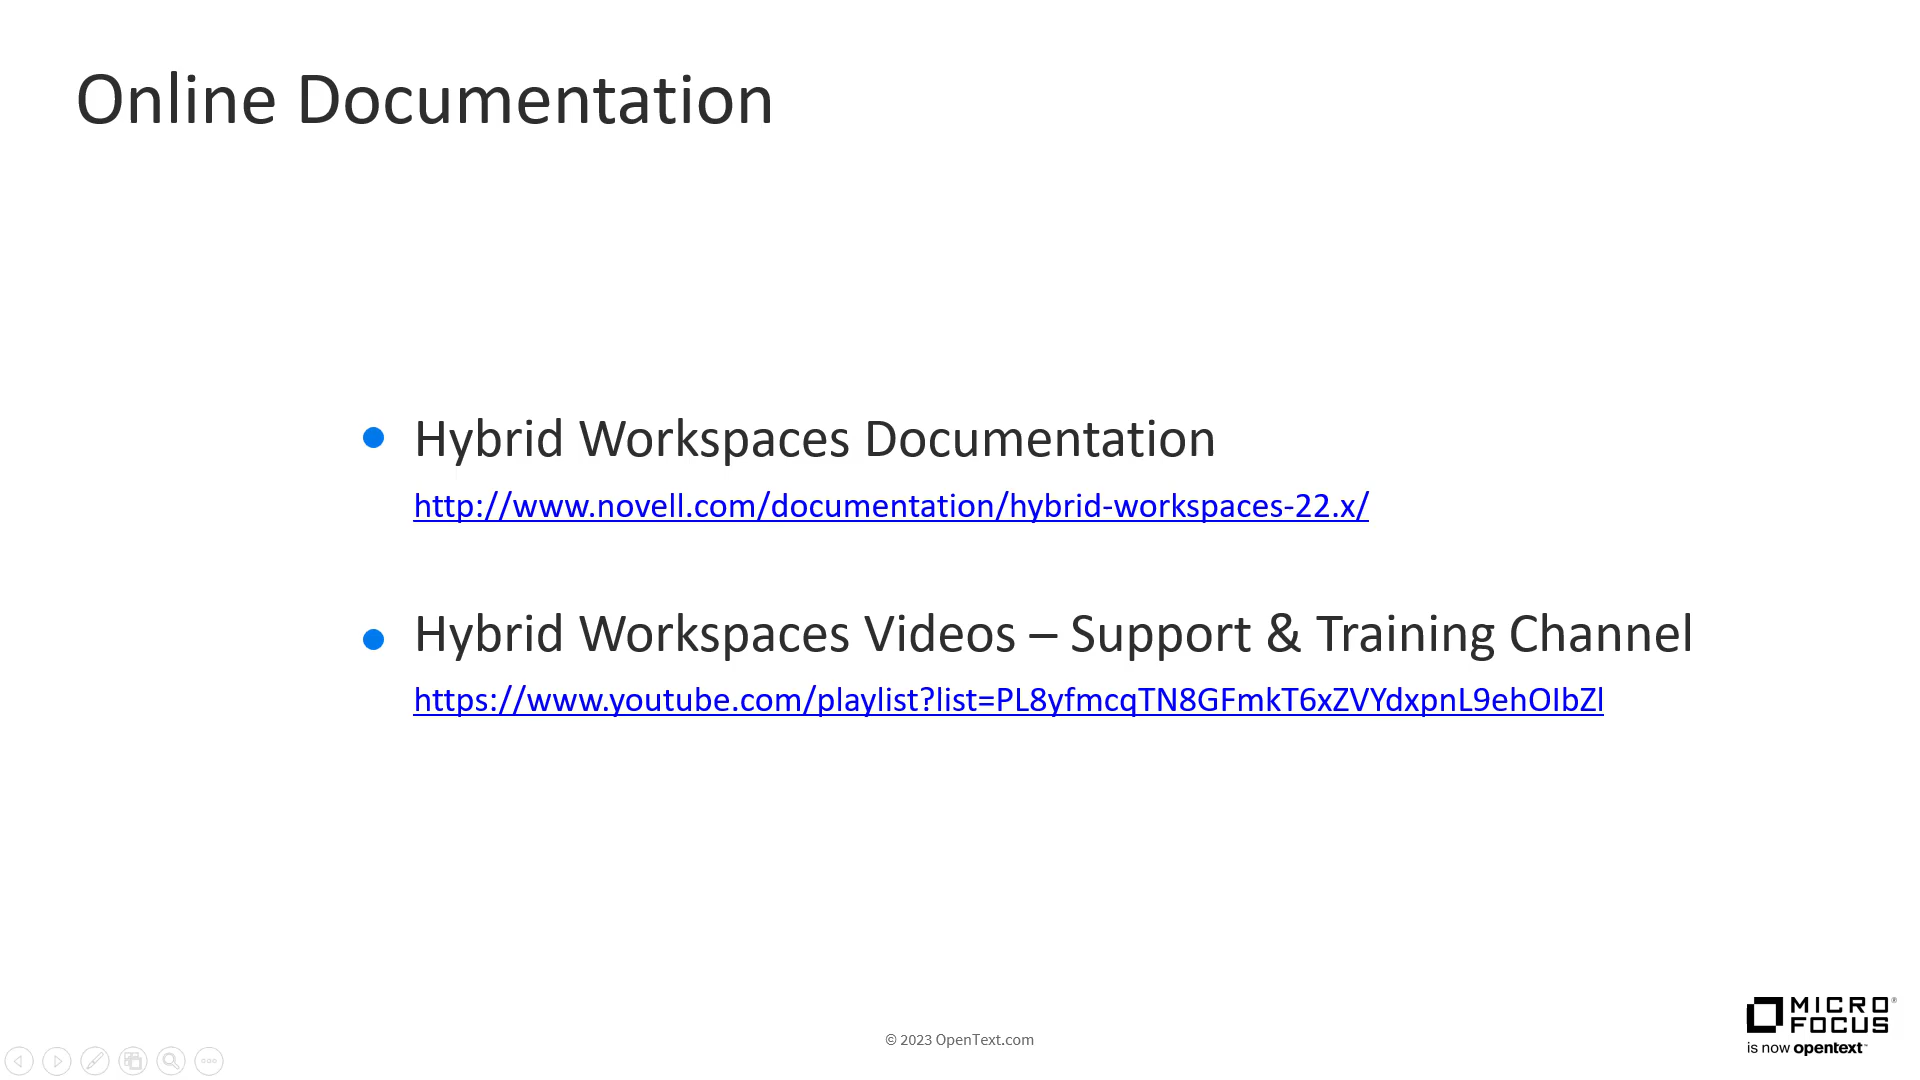 Online Documentation
Hybrid Workspaces Documentation
http://www.novell.com/documentation/hybrid-workspaces-22.x/
Hybrid Workspaces Videos – Support & Training Channel
https://www.youtube.com/playlist?list=PL8yfmcqTN8GFmkT6xZVYdxpnL9ehOIbZl
© 2023 OpenText.com
MICRO®
FOCUS
is now opentext™